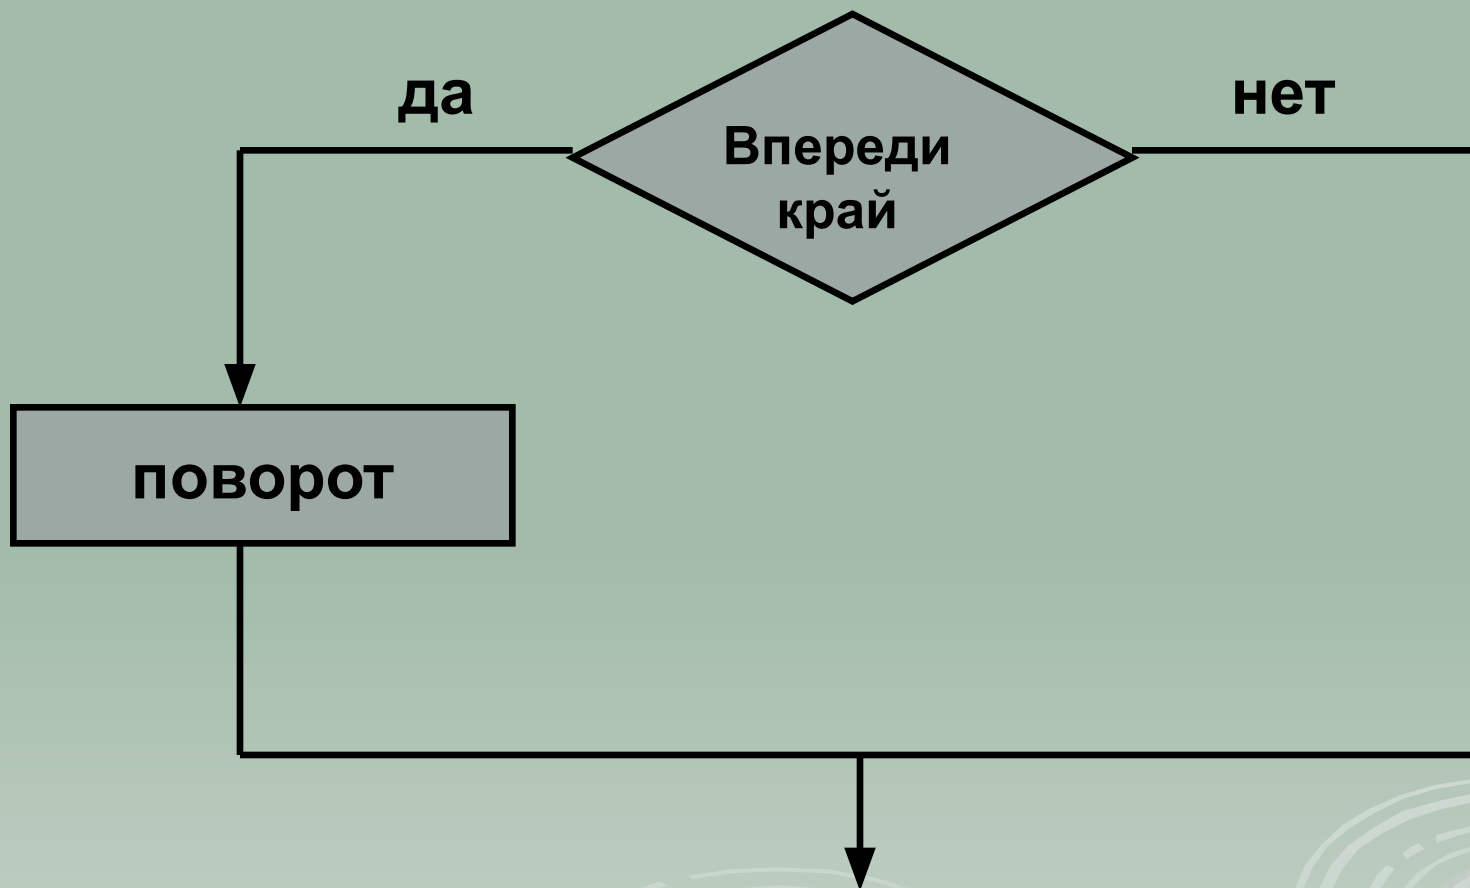 да
нет
Впереди
край
поворот